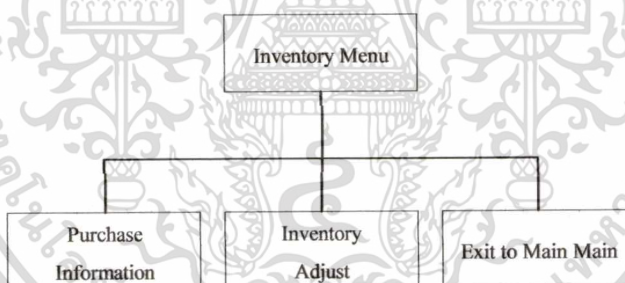 Inventory Menu
Purchase
Information
Inventory
Adjust
Exit to Main Main